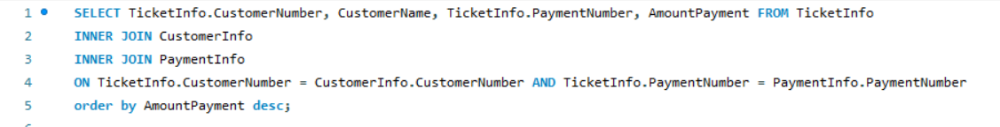 1 SELECT TicketInfo.CustomerNumber, CustomerName, TicketInfo.PaymentNumber, AmountPayment FROM TicketInfo
2 INNER JOIN CustomerInfo
3 INNER JOIN PaymentInfo
4 ON TicketInfo.CustomerNumber = CustomerInfo.CustomerNumber AND TicketInfo.PaymentNumber = PaymentInfo.PaymentNumber
5 order by AmountPayment desc;